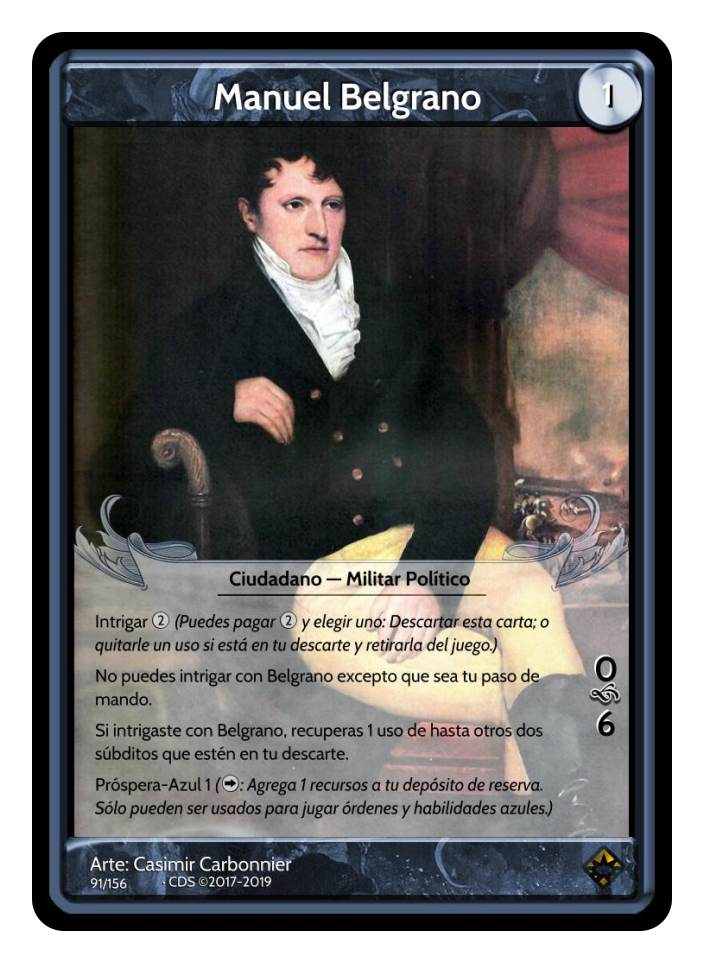 Manuel Belgrano
1
Ciudadano — Militar Político
Intrigar ② (Puedes pagar ② y elegir uno: Descartar esta carta; o
quitarle un uso si está en tu descarte y retirarla del juego.)
No puedes intrigar con Belgrano excepto que sea tu paso de
mando.
Si intrigaste con Belgrano, recuperas 1 uso de hasta otros dos
súbditos que estén en tu descarte.
Próspera-Azul 1 (➡: Agrega 1 recursos a tu depósito de reserva.
Sólo pueden ser usados para jugar órdenes y habilidades azules.)
0
6
Arte: Casimir Carbonnier
91/156 · CDS ©2017-2019